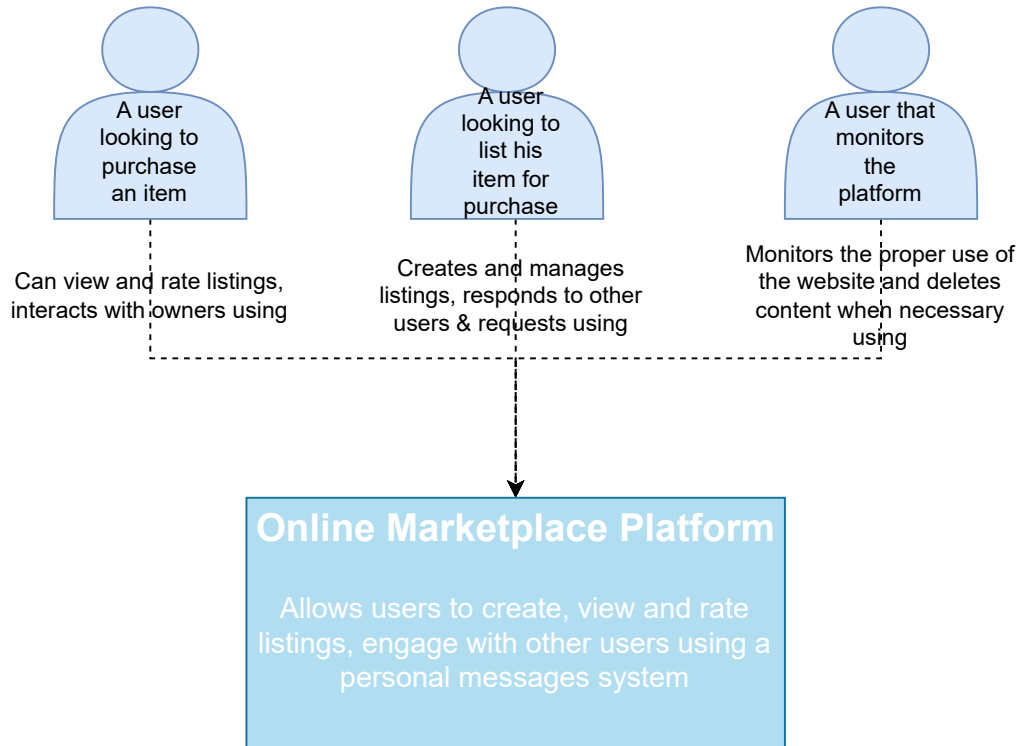 A user
looking to
purchase
an item
A user
looking to
list his
item for
purchase
A user that
monitors
the
platform
Can view and rate listings,
interacts with owners using
Creates and manages
listings, responds to other
users & requests using
Monitors the proper use of
the website and deletes
content when necessary
using
Online Marketplace Platform
Allows users to create, view and rate
listings, engage with other users using a
personal messages system